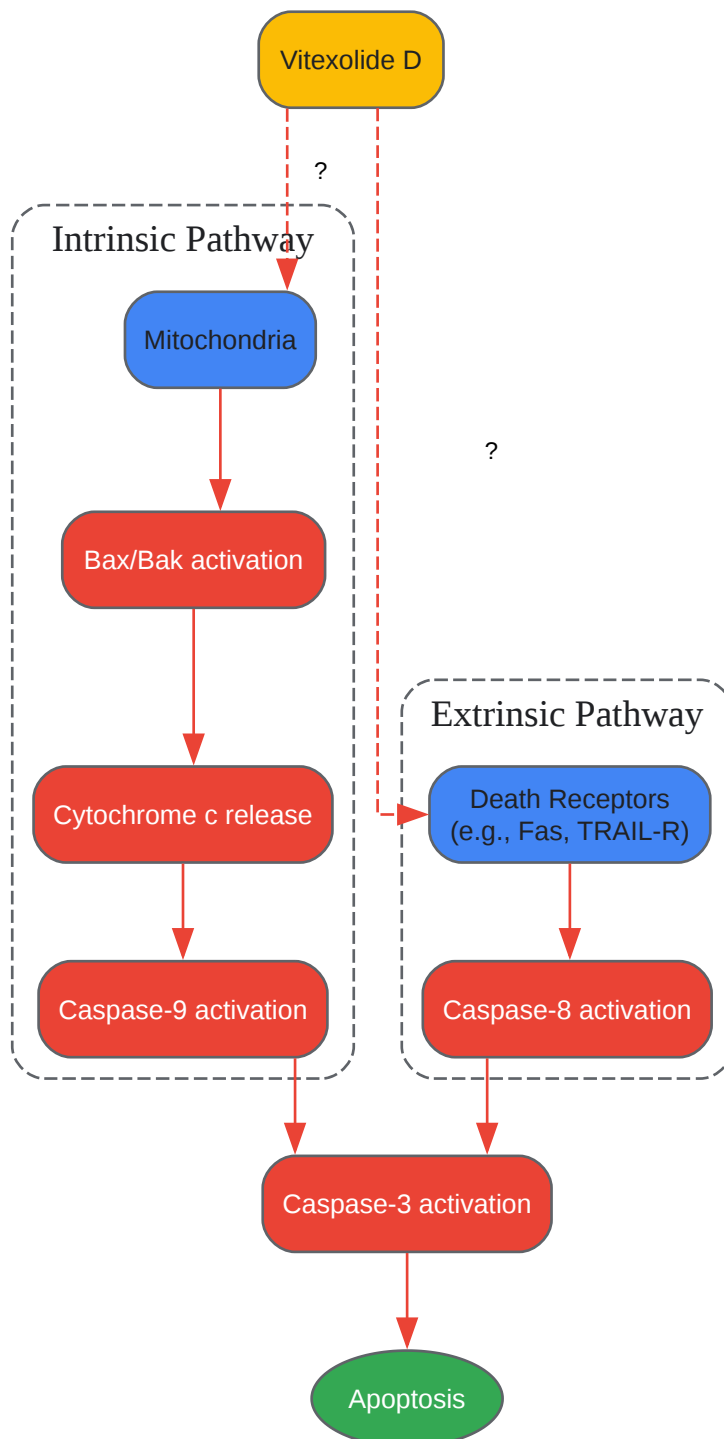 Vitexolide D
?
Intrinsic Pathway
Mitochondria
?
Bax/Bak activation
Extrinsic Pathway
Cytochrome c release
Death Receptors
(e.g., Fas, TRAIL-R)
Caspase-9 activation
Caspase-8 activation
Caspase-3 activation
Apoptosis